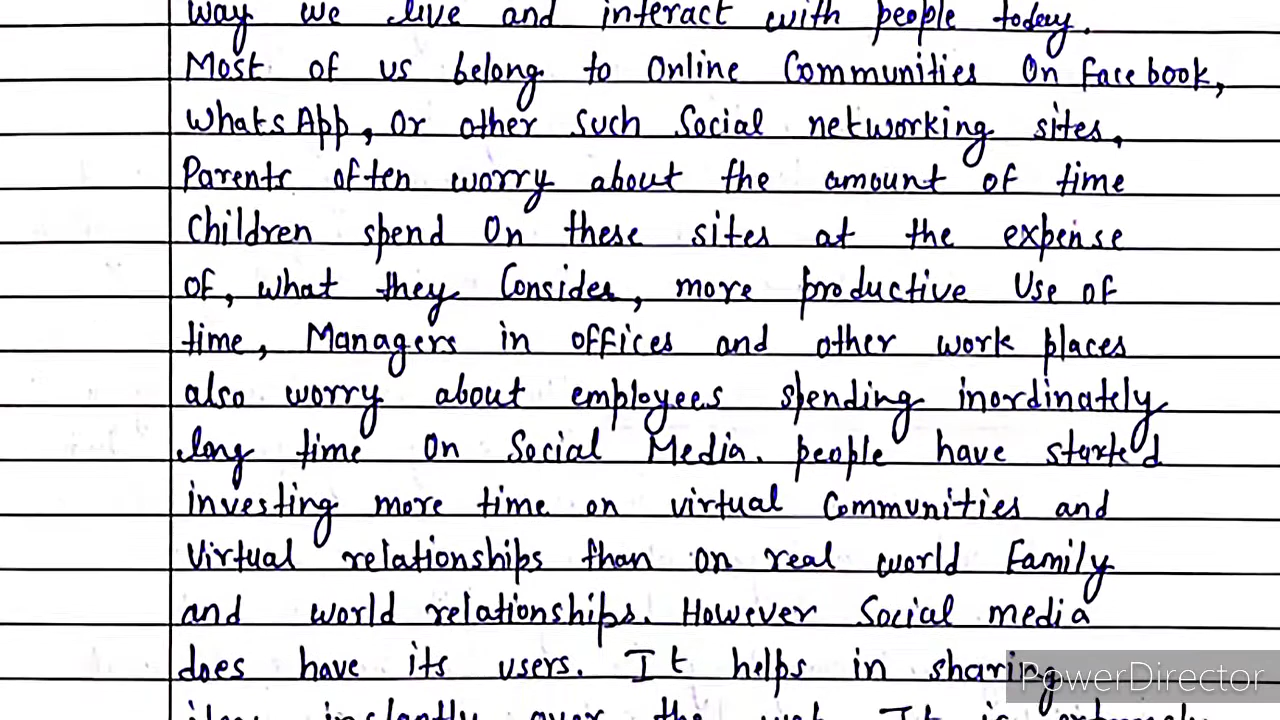 way we live and interact with people today.
Most of us belong to Online Communities On Facebook,
WhatsApp, Or other such Social networking sites,
Parents often worry about the amount of time
Children spend On these sites at the expense
of, what they Consider, more productive Use of
time, Managers in offices and other work places
also worry about employees spending inordinately
long time On Social Media. people have started
investing more time on virtual Communities and
Virtual relationships than on real world Family
and world relationships. However Social media
does have its users. It helps in sharing
PowerDirector
instantly over the It is